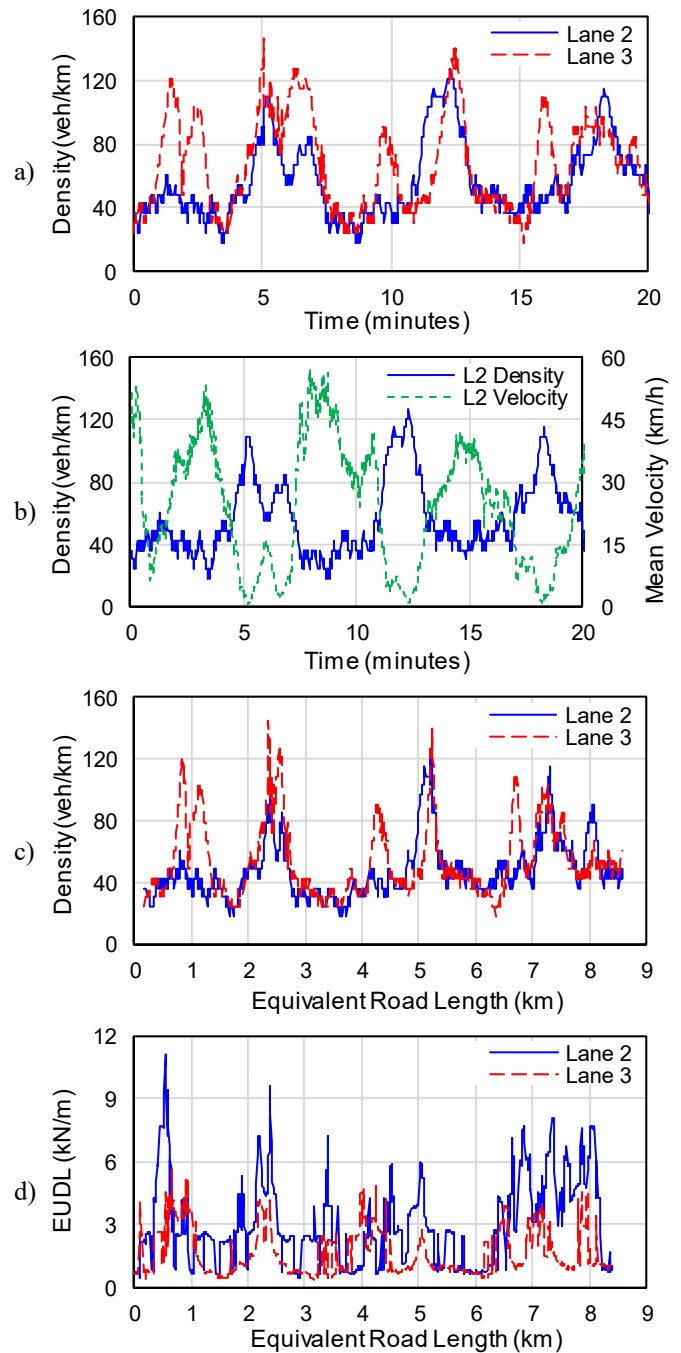 a)
Density (veh/km)
160
120
80
40
0
Lane 2
Lane 3
0 5 10 15 20
Time (minutes)
b)
Density (veh/km)
160
120
80
40
0
L2 Density
L2 Velocity
60
45
30
15
0
Mean Velocity (km/h)
0 5 10 15 20
Time (minutes)
c)
Density (veh/km)
160
120
80
40
0
Lane 2
Lane 3
0 1 2 3 4 5 6 7 8 9
Equivalent Road Length (km)
d)
EUDL (kN/m)
12
9
6
3
0
Lane 2
Lane 3
0 1 2 3 4 5 6 7 8 9
Equivalent Road Length (km)